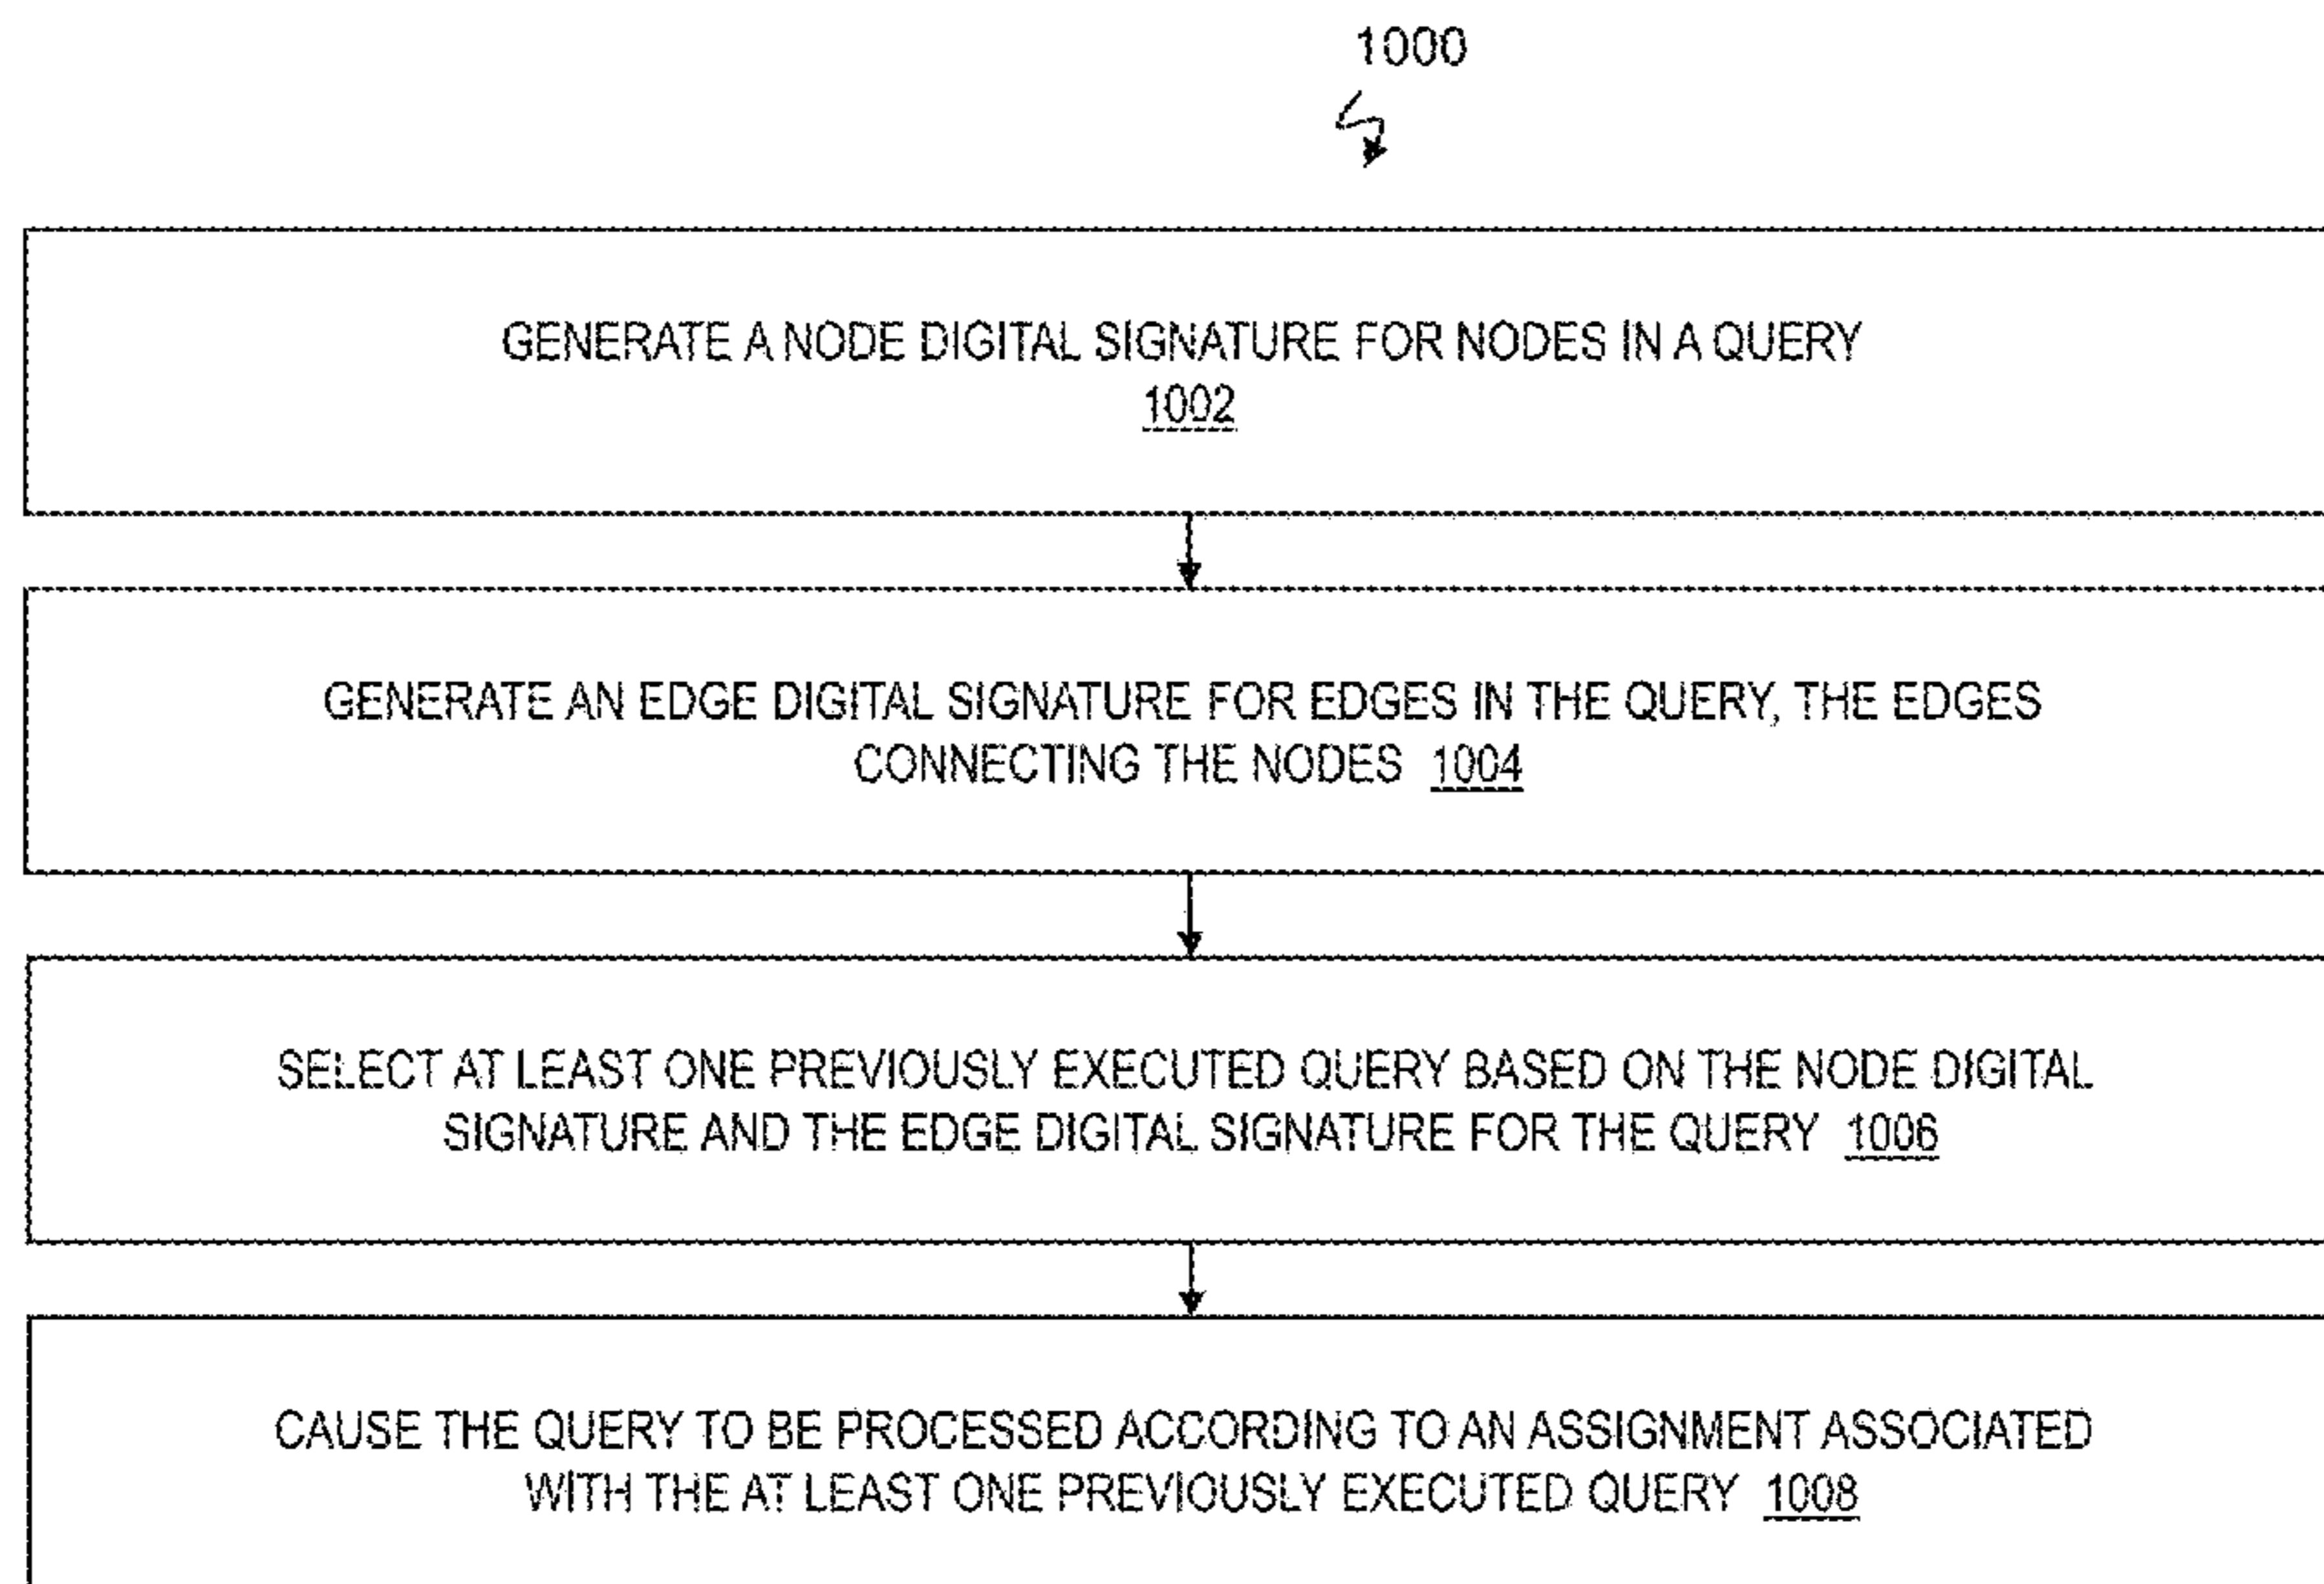 1000
GENERATE A NODE DIGITAL SIGNATURE FOR NODES IN A QUERY
1002
GENERATE AN EDGE DIGITAL SIGNATURE FOR EDGES IN THE QUERY, THE EDGES
CONNECTING THE NODES 1004
SELECT AT LEAST ONE PREVIOUSLY EXECUTED QUERY BASED ON THE NODE DIGITAL
SIGNATURE AND THE EDGE DIGITAL SIGNATURE FOR THE QUERY 1006
CAUSE THE QUERY TO BE PROCESSED ACCORDING TO AN ASSIGNMENT ASSOCIATED
WITH THE AT LEAST ONE PREVIOUSLY EXECUTED QUERY 1008